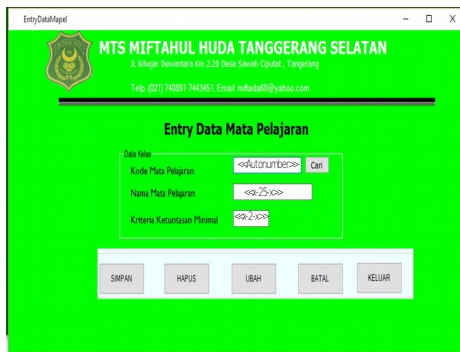 EntryDataMapel
MTS MIFTAHUL HUDA TANGGERANG SELATAN
JL Kihajar Dewantara Km 2.20 Desa Sawah Ciputat , Tangerang
Telp. (021) 740891-7443451, Email: mitada68@yahoo.com
Entry Data Mata Pelajaran
Data Kelas
Kode Mata Pelajaran <<Autonumber>> Cari
Nama Mata Pelajaran <<x-25-x>>
Kriteria Ketuntasan Minimal <<x-2-x>>
SIMPAN HAPUS UBAH BATAL KELUAR